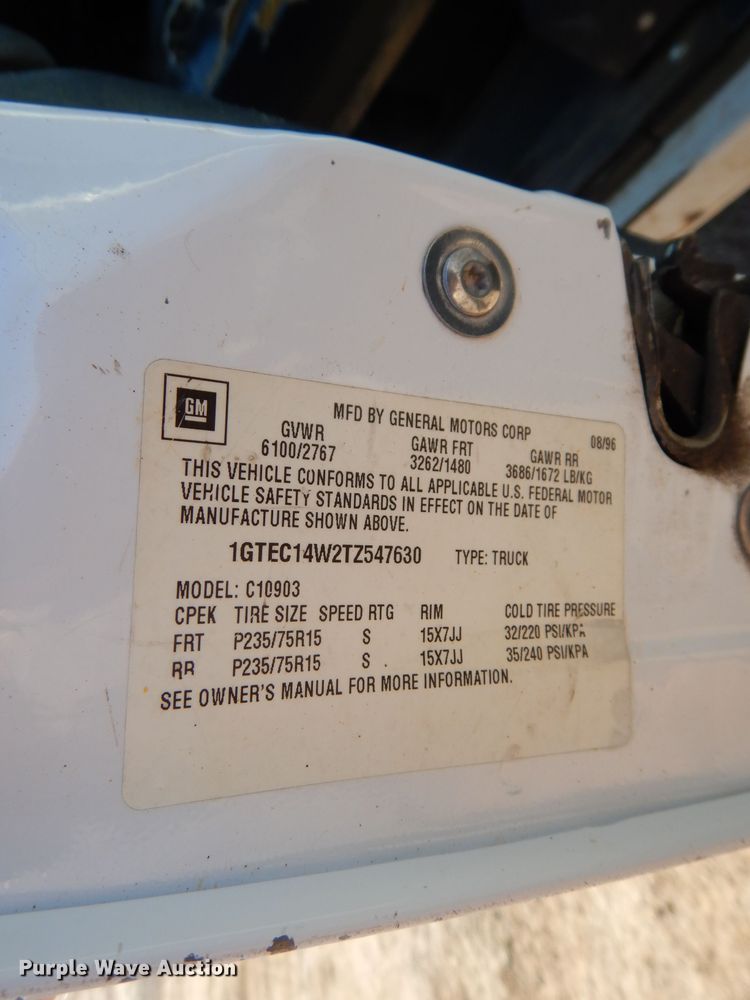 GM
MFD BY GENERAL MOTORS CORP 08/96
GVWR GAWR FRT GAWR RR
6100/2767 3262/1480 3686/1672 LB/KG
THIS VEHICLE CONFORMS TO ALL APPLICABLE U.S. FEDERAL MOTOR
VEHICLE SAFETY STANDARDS IN EFFECT ON THE DATE OF
MANUFACTURE SHOWN ABOVE.
1GTEC14W2TZ547630 TYPE: TRUCK
MODEL: C10903
CPEK TIRE SIZE SPEED RTG RIM COLD TIRE PRESSURE
FRT P235/75R15 S 15X7JJ 32/220 PSI/KPA
RR P235/75R15 S 15X7JJ 35/240 PSI/KPA
SEE OWNER'S MANUAL FOR MORE INFORMATION.
Purple Wave Auction